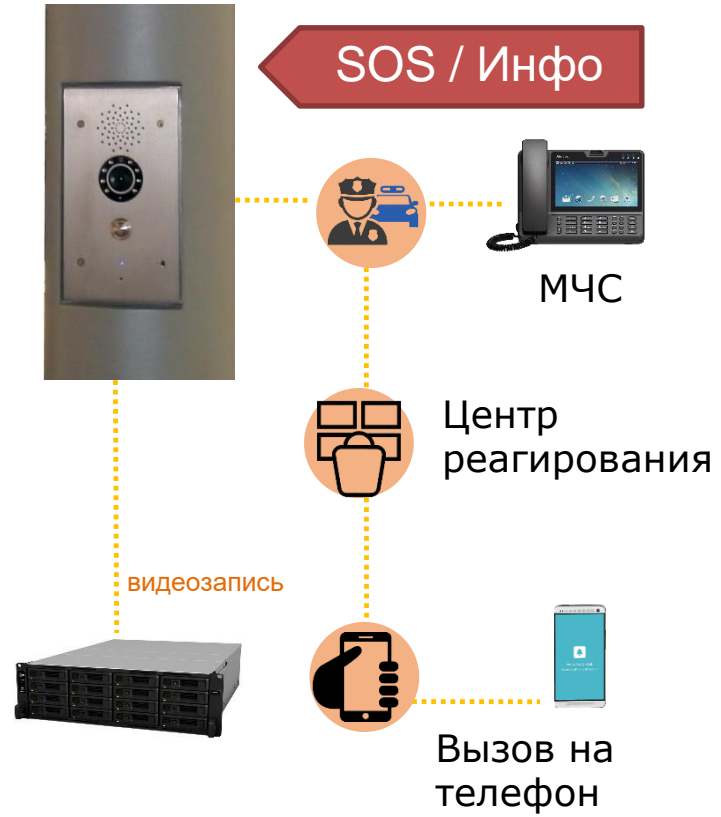 SOS / Инфо
МЧС
Центр
реагирования
видеозапись
Вызов на
телефон